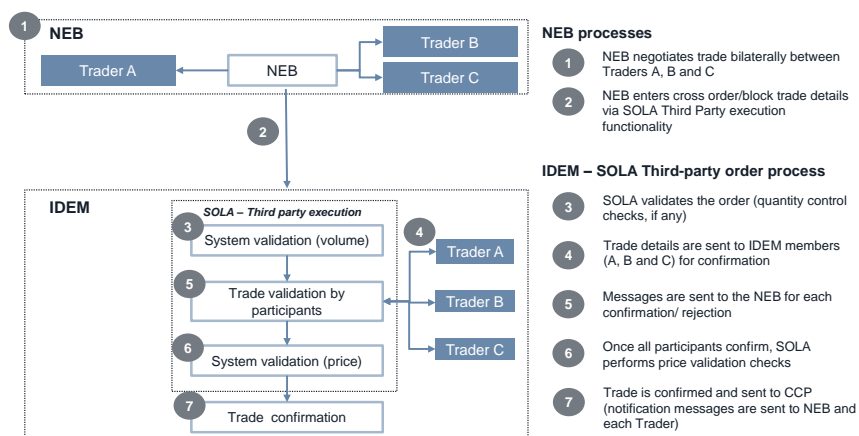 1
NEB
Trader A
NEB
Trader B
Trader C
2
IDEM
SOLA – Third party execution
3
System validation (volume)
4
Trader A
5
Trade validation by
participants
Trader B
6
System validation (price)
Trader C
7
Trade confirmation
NEB processes
1
NEB negotiates trade bilaterally between
Traders A, B and C
2
NEB enters cross order/block trade details
via SOLA Third Party execution
functionality
IDEM – SOLA Third-party order process
3
SOLA validates the order (quantity control
checks, if any)
4
Trade details are sent to IDEM members
(A, B and C) for confirmation
5
Messages are sent to the NEB for each
confirmation/ rejection
6
Once all participants confirm, SOLA
performs price validation checks
7
Trade is confirmed and sent to CCP
(notification messages are sent to NEB and
each Trader)